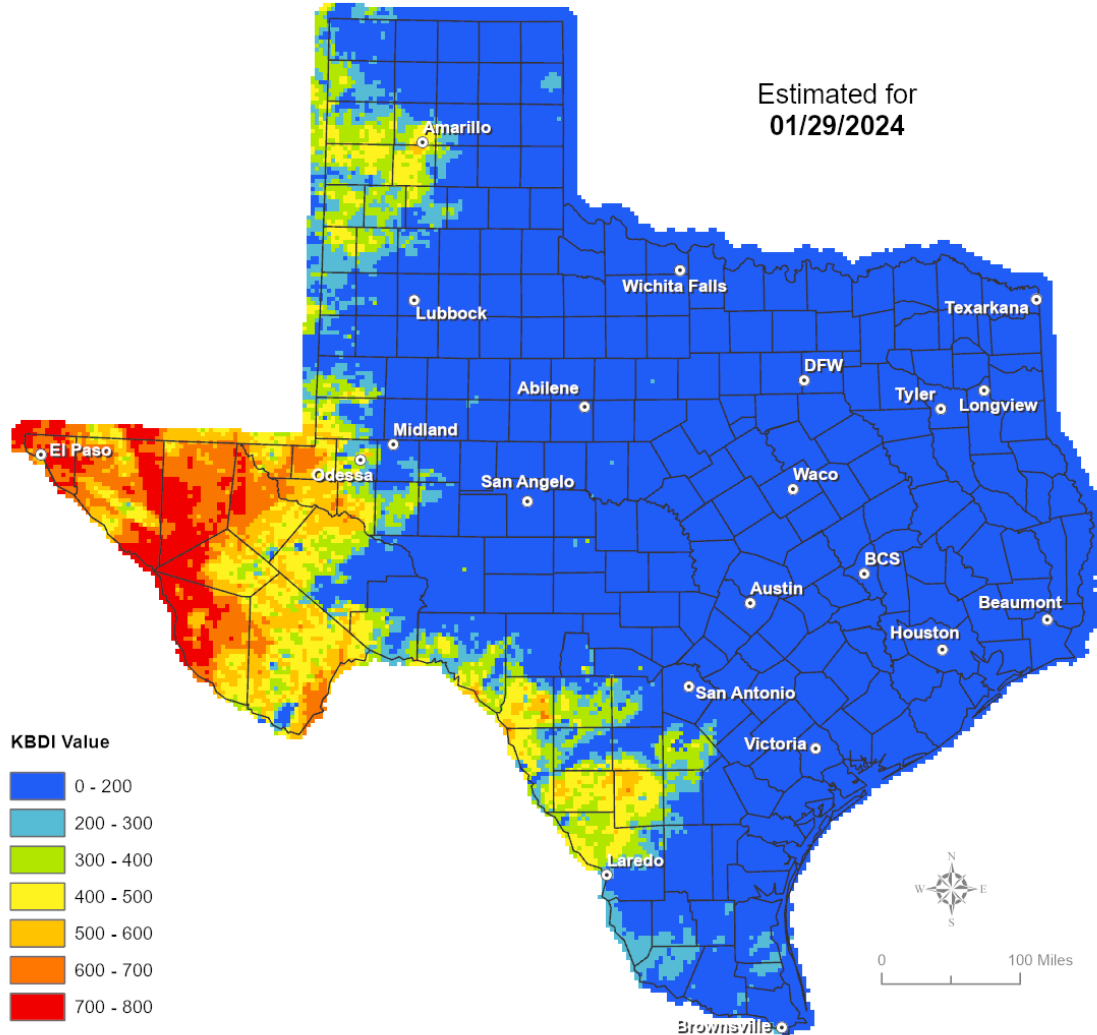 Estimated for
01/29/2024
Amarillo
Wichita Falls
Lubbock
Texarkana
DFW
Abilene
Tyler
Longview
Midland
El Paso
Odessa
San Angelo
Waco
BCS
Austin
Beaumont
Houston
San Antonio
Victoria
KBDI Value
0 - 200
200 - 300
300 - 400
400 - 500
500 - 600
600 - 700
700 - 800
Laredo
N
W E
S
0 100 Miles
Brownsville